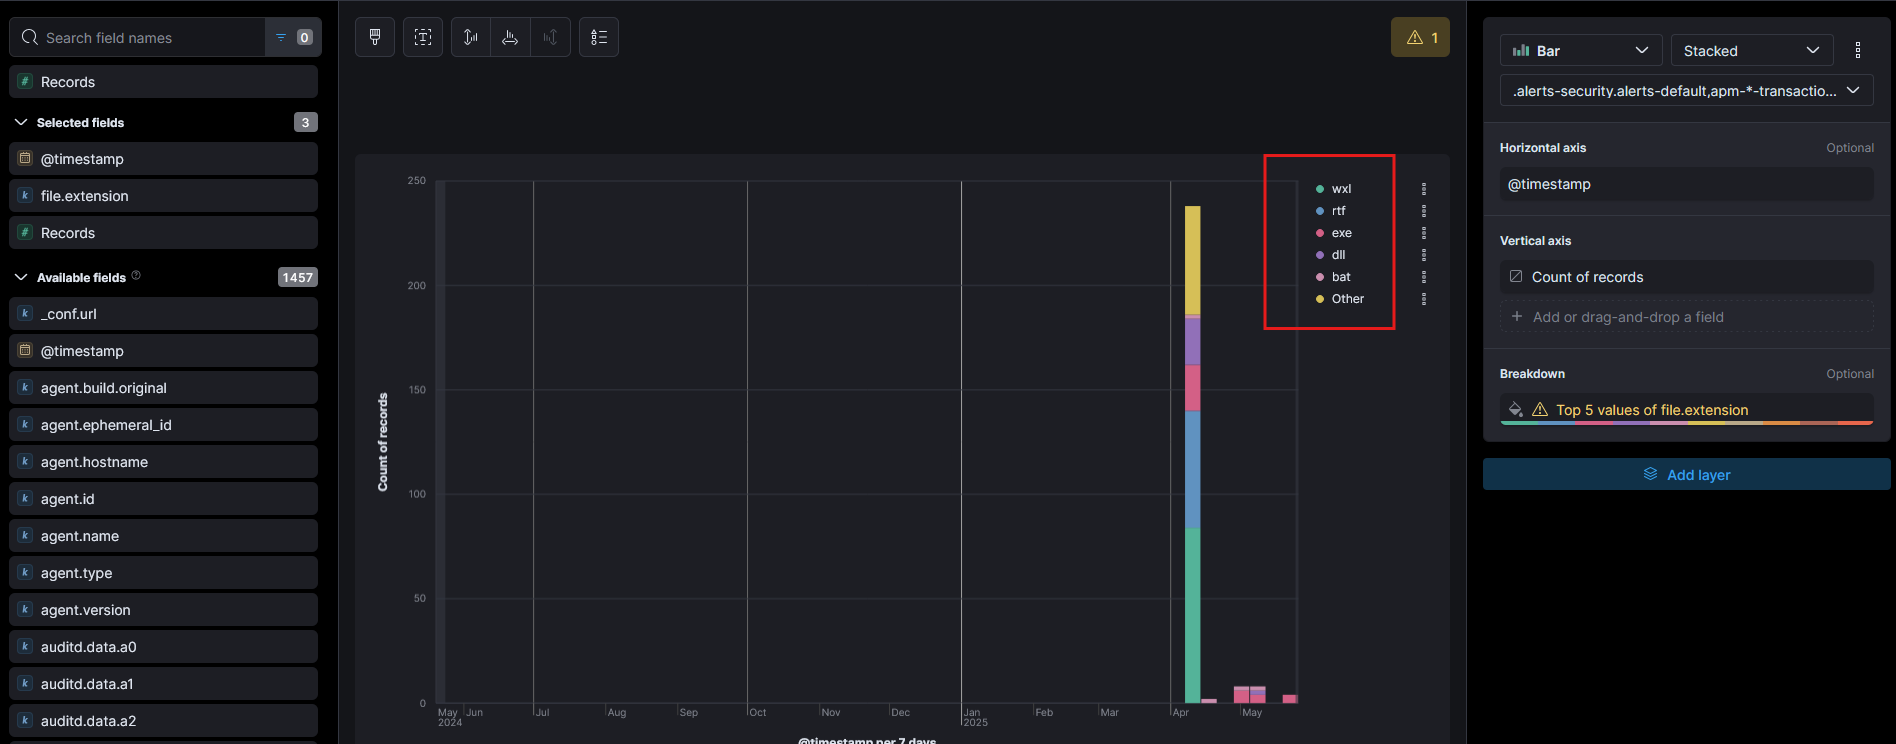 Search field names
0
Records
Selected fields
3
@timestamp
file.extension
Records
Available fields
1457
_conf.url
@timestamp
agent.build.original
agent.ephemeral_id
agent.hostname
agent.id
agent.name
agent.type
agent.version
auditd.data.a0
auditd.data.a1
auditd.data.a2
1
250
200
150
100
50
0
Count of records
May
2024
Jun
Jul
Aug
Sep
Oct
Nov
Dec
Jan
2025
Feb
Mar
Apr
May
@timestamp per 7 days
wxl
rtf
exe
dll
bat
Other
Bar
Stacked
.alerts-security.alerts-default,apm-*-transactio...
Horizontal axis
Optional
@timestamp
Vertical axis
Count of records
Add or drag-and-drop a field
Breakdown
Optional
Top 5 values of file.extension
Add layer